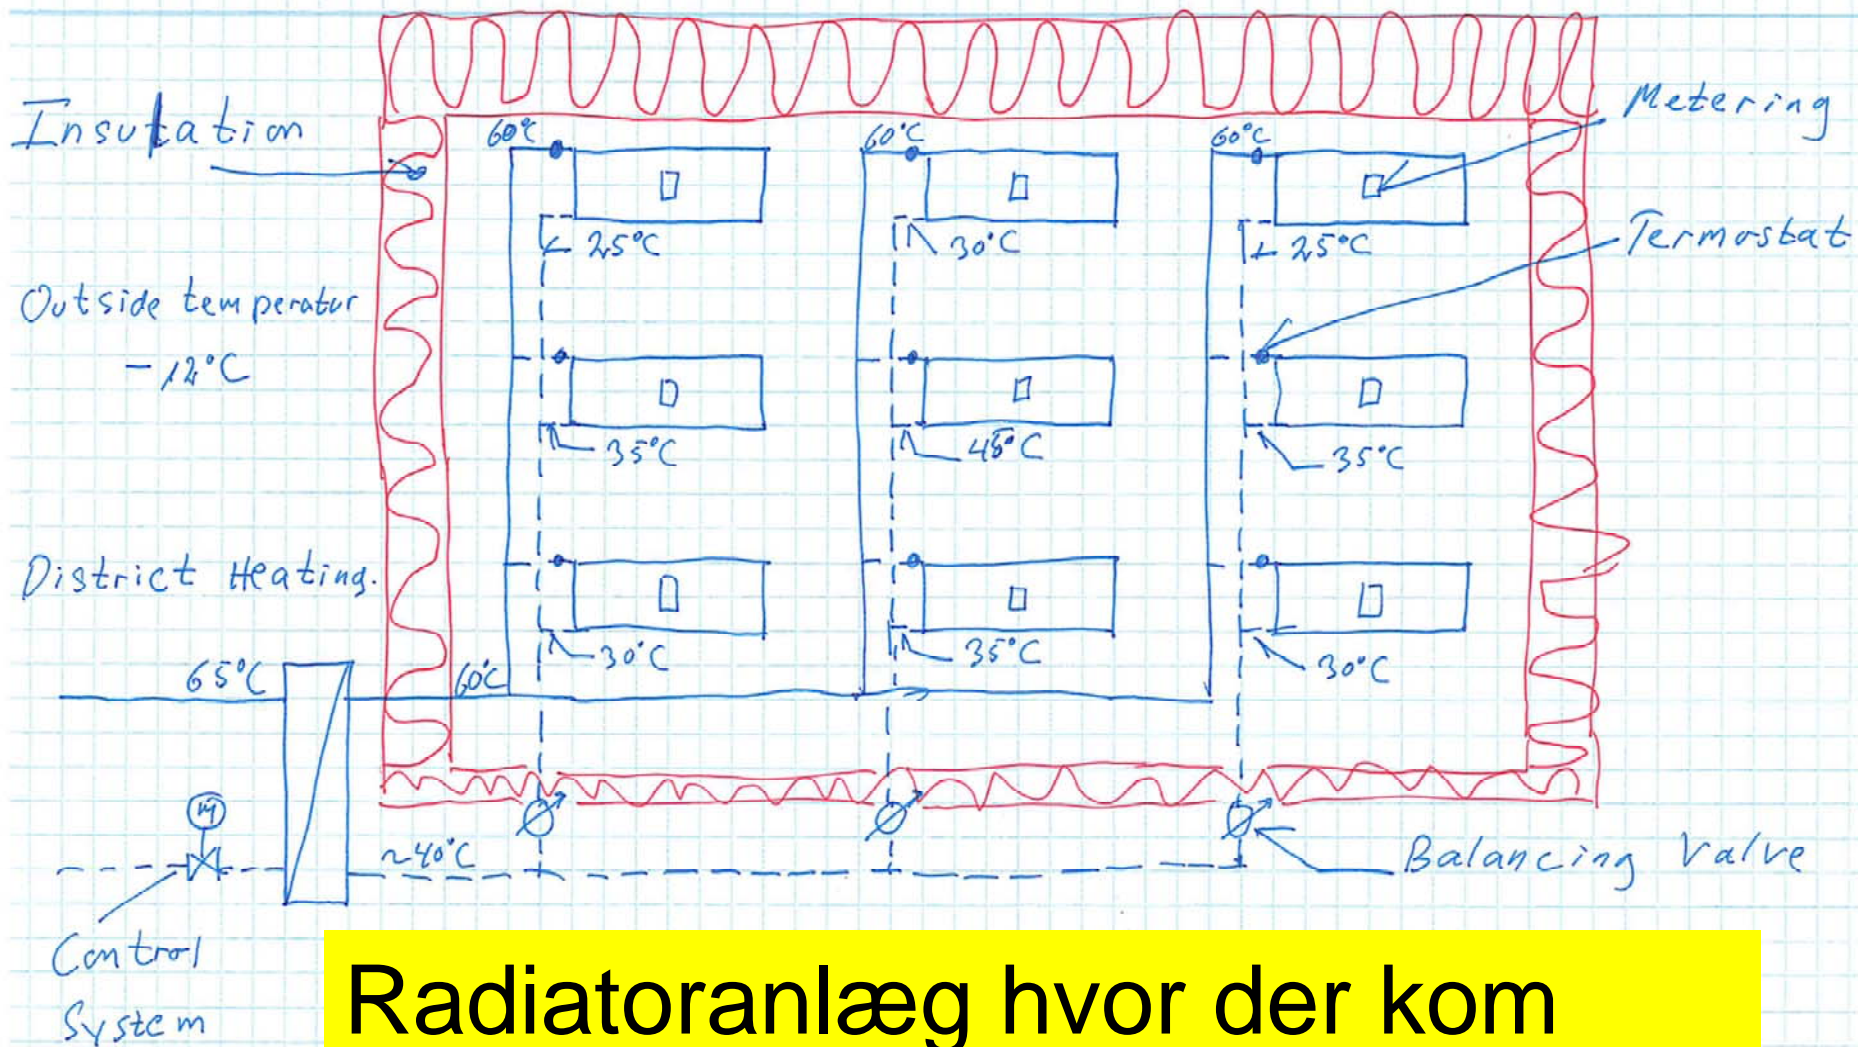 Insulation
Metering
60°C 60°C 60°C
25°C 30°C 25°C
Termostat
Outside temperatur
-12°C
35°C 45°C 35°C
District Heating.
30°C 35°C 30°C
65°C 60°C
M
~40°C
Balancing Valve
Control
System
Radiatoranlæg hvor der kom